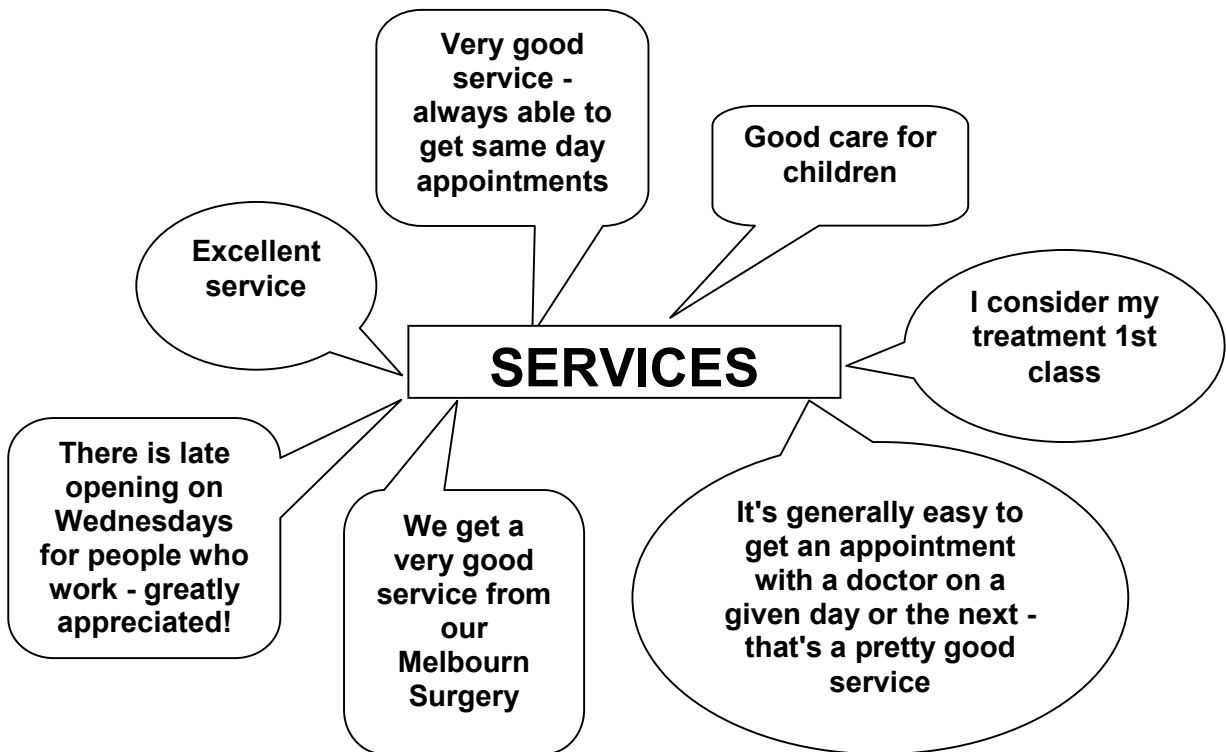 Very good
service -
always able to
get same day
appointments
Good care for
children
Excellent
service
I consider my
treatment 1st
class
SERVICES
There is late
opening on
Wednesdays
for people who
work - greatly
appreciated!
We get a
very good
service from
our
Melbourn
Surgery
It's generally easy to
get an appointment
with a doctor on a
given day or the next -
that's a pretty good
service